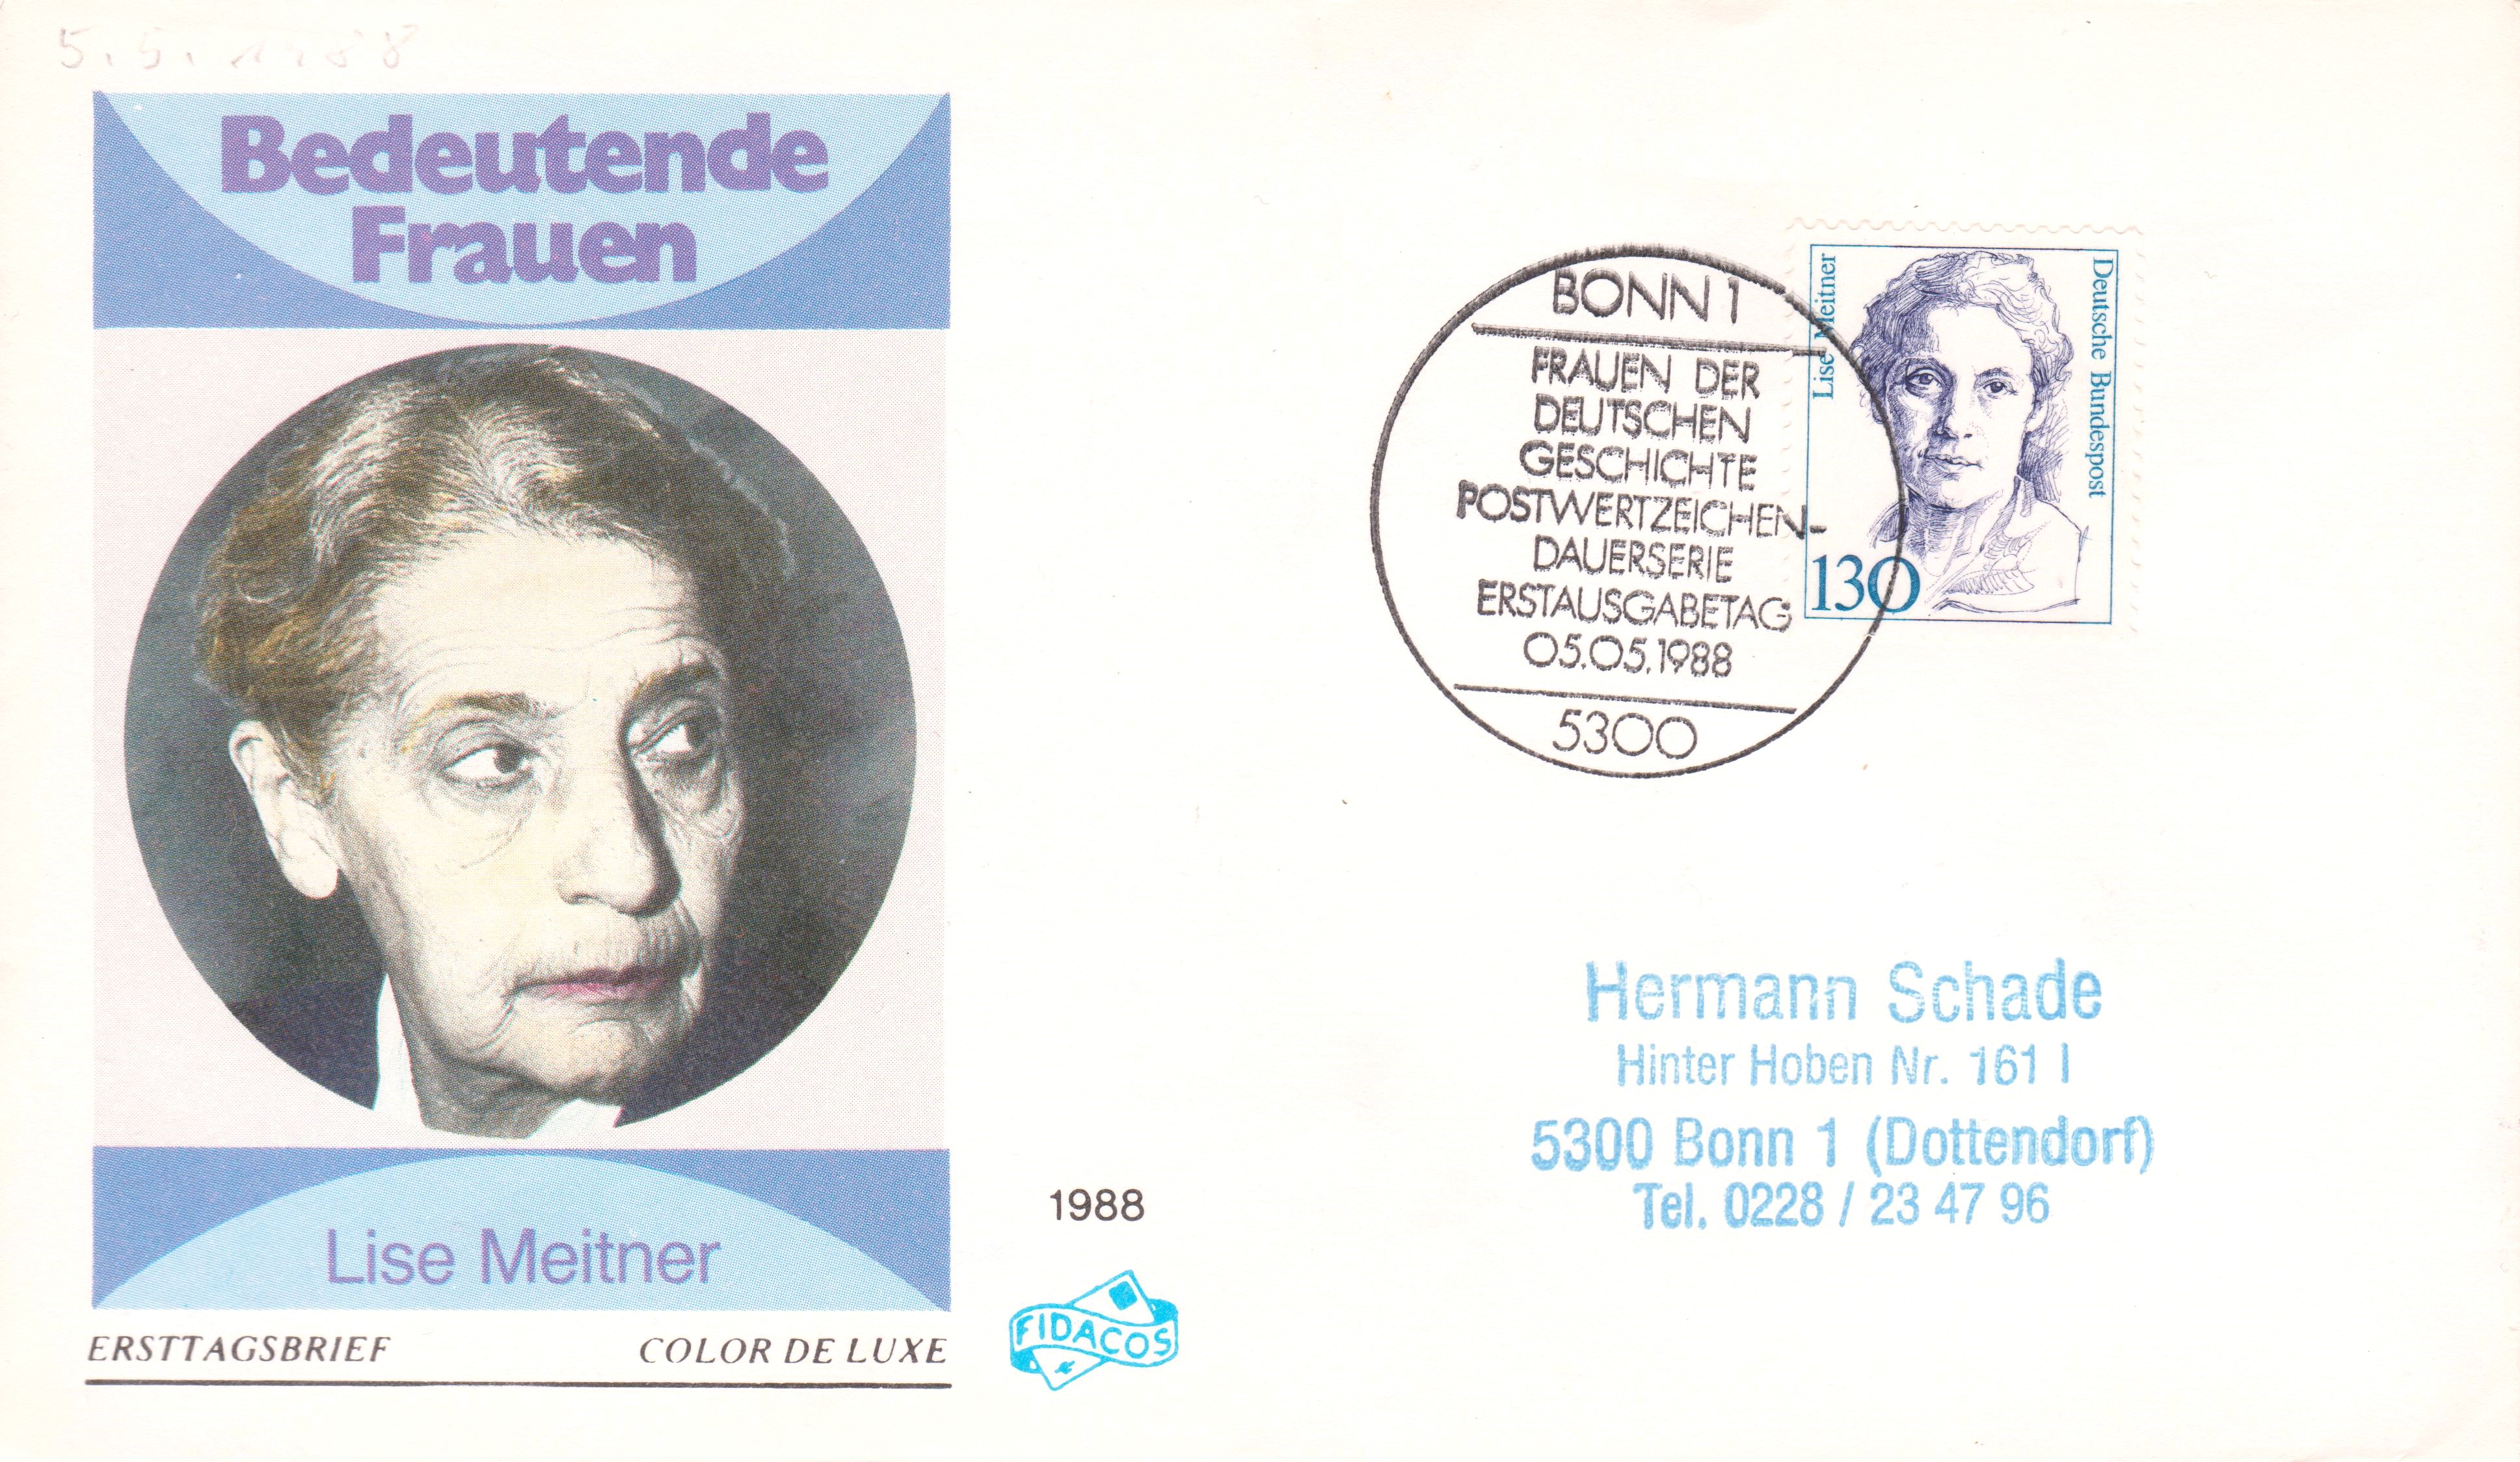 5.5.1988
Bedeutende
Frauen
Lise Meitner
ERSTTAGSBRIEF COLOR DE LUXE
1988
FIDACOS
BONN 1
FRAUEN DER
DEUTSCHEN
GESCHICHTE
POSTWERTZEICHEN-
DAUERSERIE
ERSTAUSGABETAG
05.05.1988
5300
Lise Meitner
Deutsche Bundespost
130
Hermann Schade
Hinter Hoben Nr. 161 I
5300 Bonn 1 (Dottendorf)
Tel. 0228 / 23 47 96